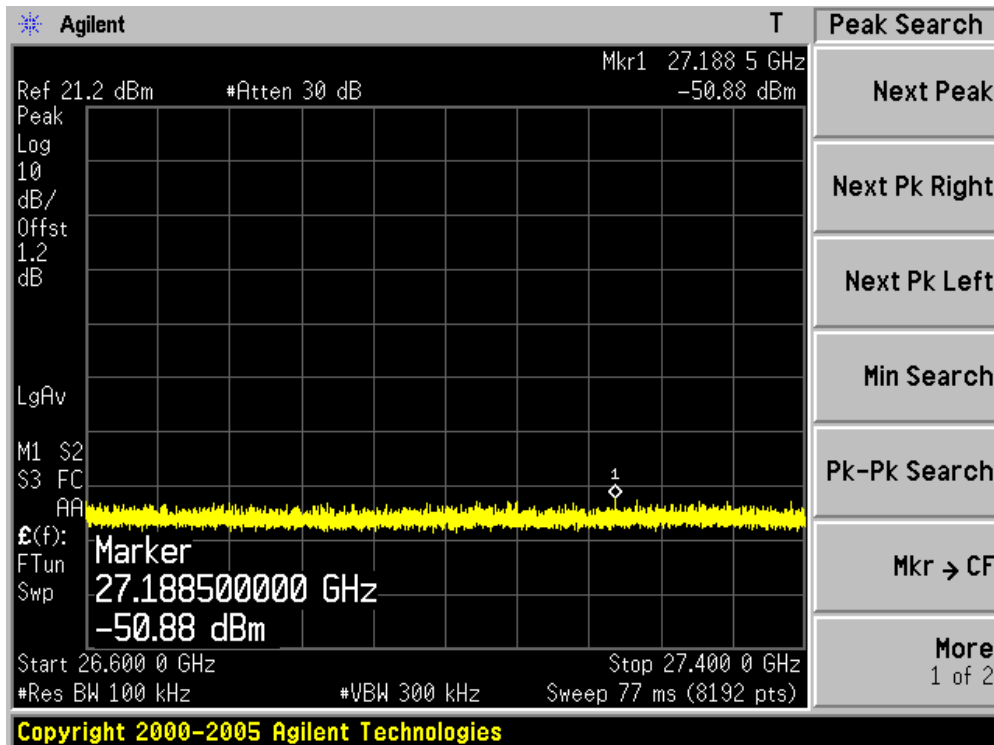 Agilent T Peak Search
Mkr1 27.188 5 GHz
Ref 21.2 dBm #Atten 30 dB -50.88 dBm
Peak
Log
10
dB/
Offst
1.2
dB
LgAv
M1 S2
S3 FC
AA
£(f):
FTun
Swp
1
Marker
27.188500000 GHz
-50.88 dBm
Start 26.600 0 GHz Stop 27.400 0 GHz
#Res BW 100 kHz #VBW 300 kHz Sweep 77 ms (8192 pts)
Copyright 2000-2005 Agilent Technologies
Next Peak
Next Pk Right
Next Pk Left
Min Search
Pk-Pk Search
Mkr → CF
More
1 of 2